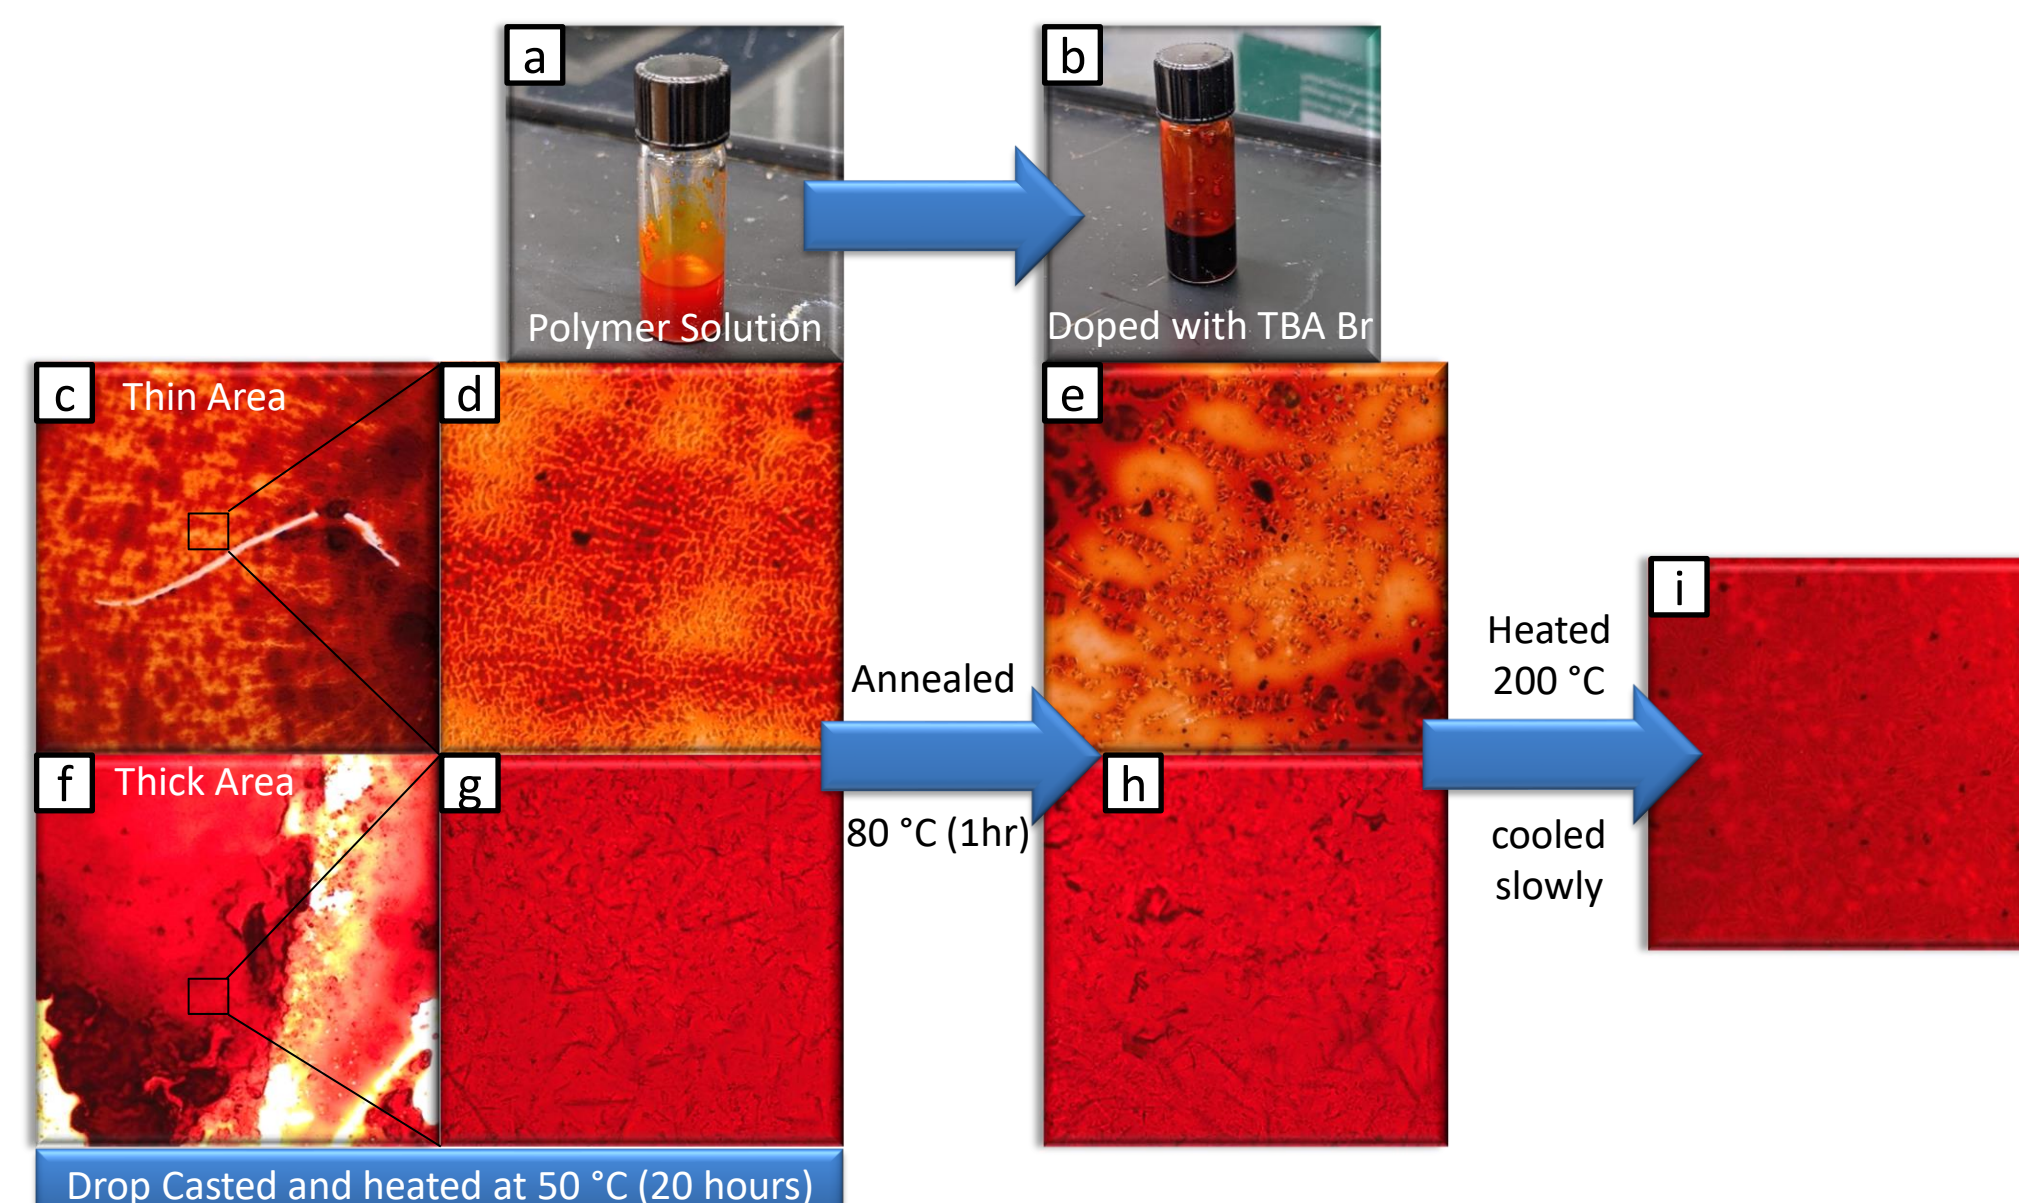 a
Polymer Solution
b
Doped with TBA Br
c
Thin Area
d
e
f
Thick Area
g
Annealed
80 °C (1hr)
h
Heated
200 °C
cooled
slowly
i
Drop Casted and heated at 50 °C (20 hours)